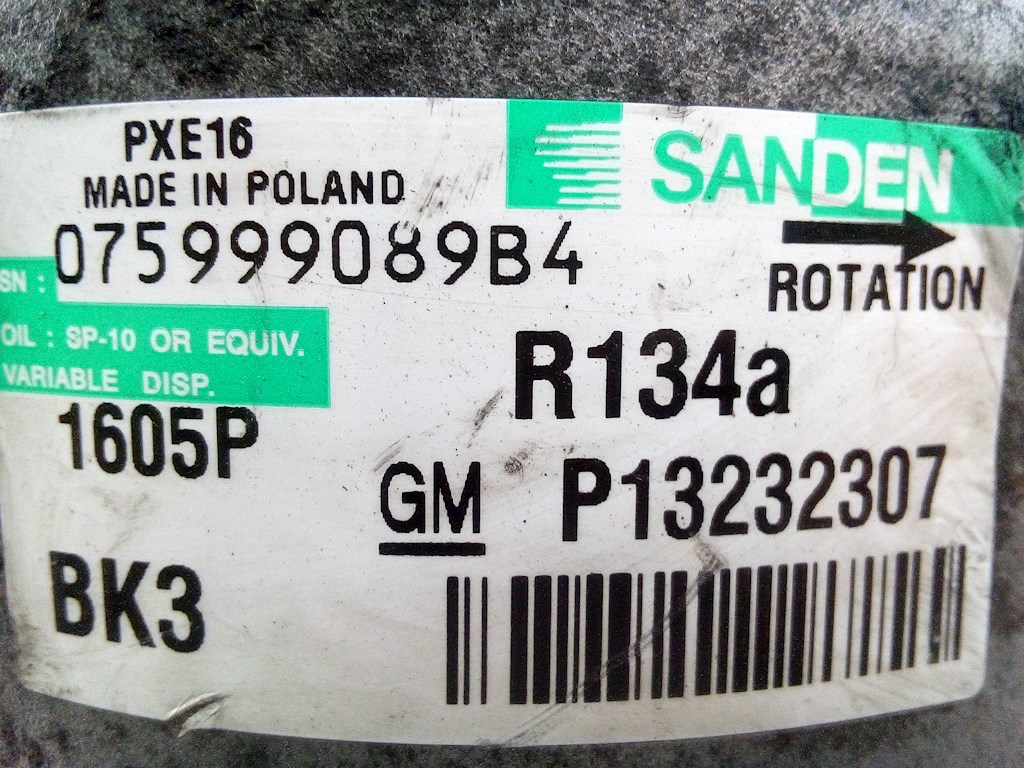 PXE16
MADE IN POLAND
SANDEN
SN : 075999089B4
ROTATION
OIL : SP-10 OR EQUIV.
VARIABLE DISP.
R134a
1605P
GM P13232307
BK3